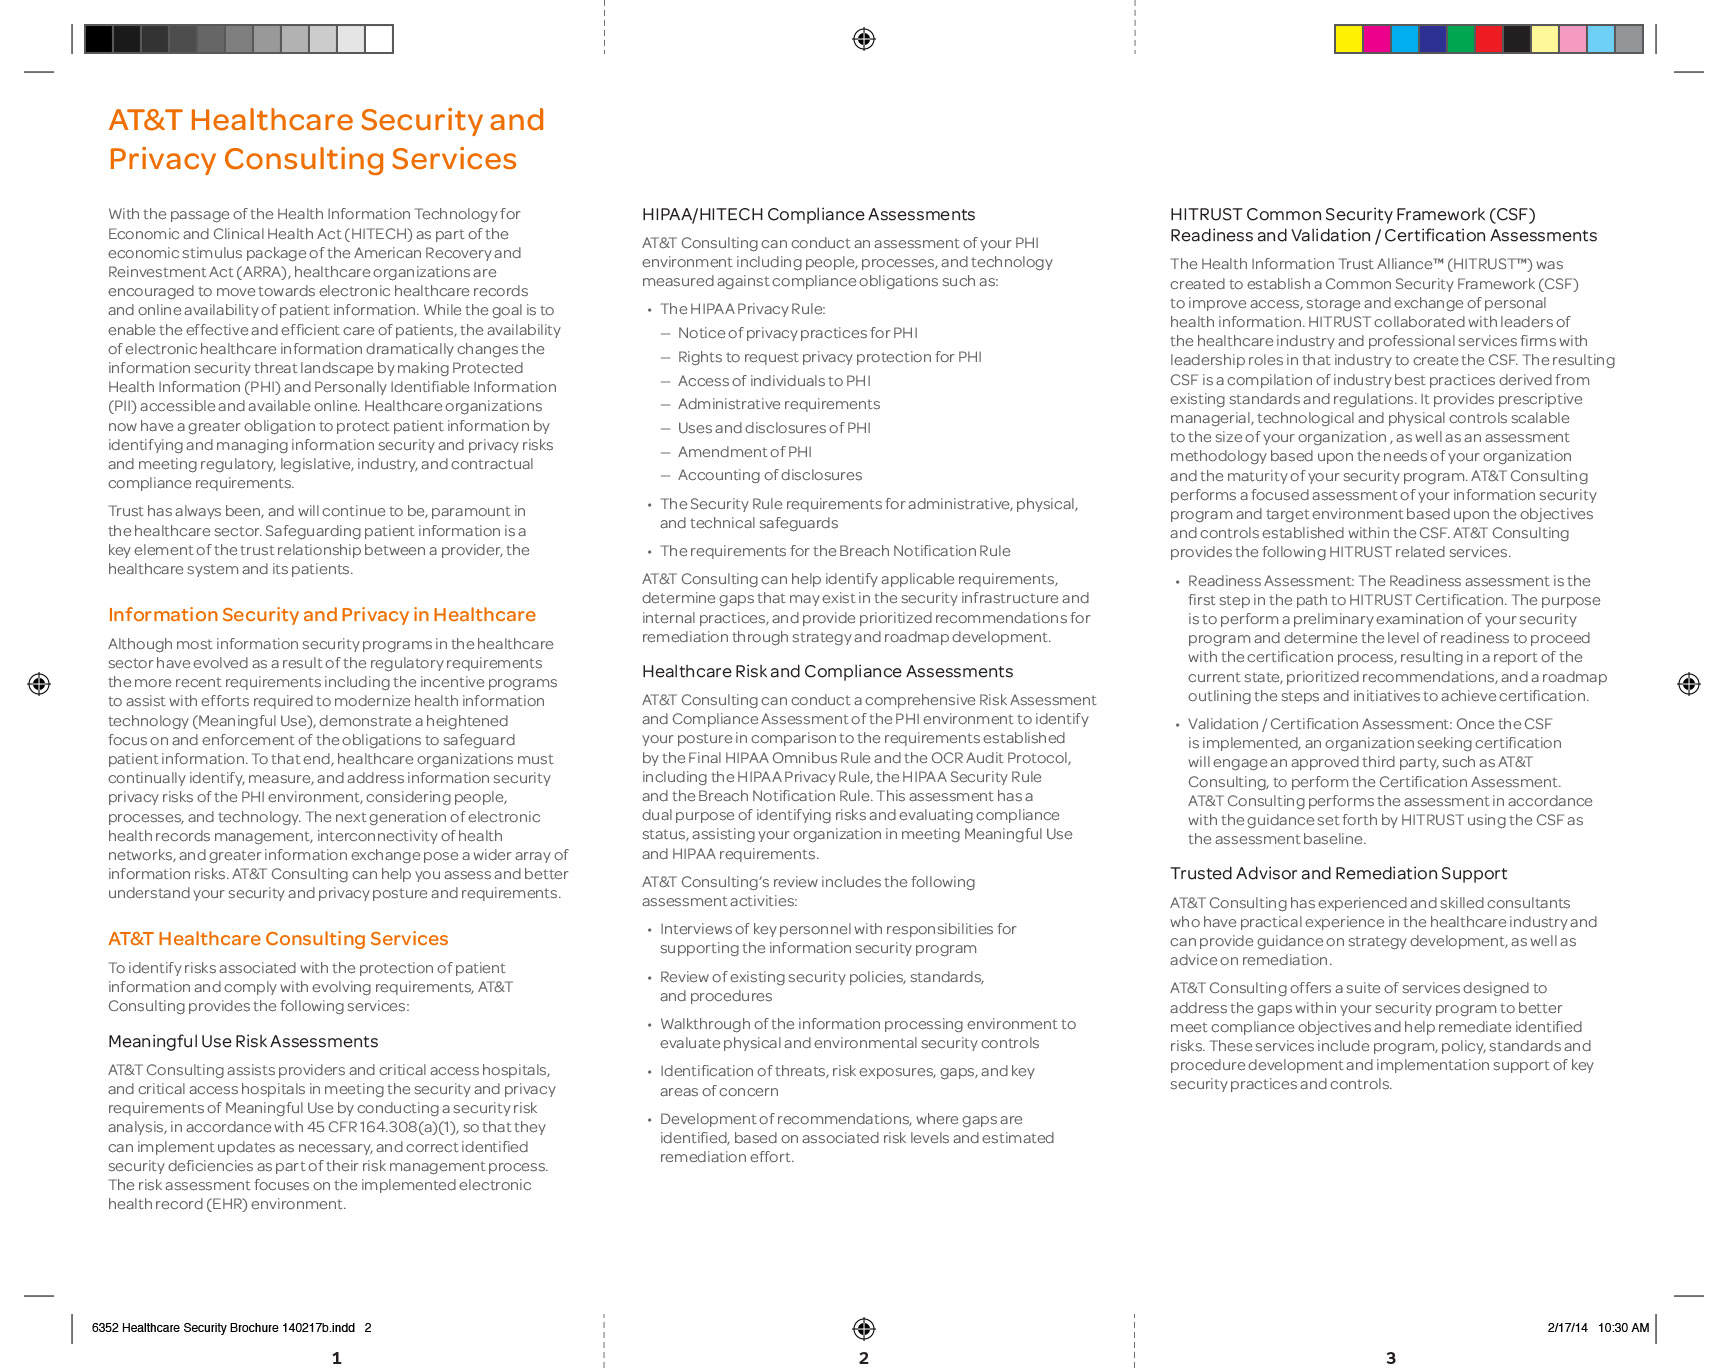 AT&T Healthcare Security and
Privacy Consulting Services
With the passage of the Health Information Technology for
Economic and Clinical Health Act (HITECH) as part of the
economic stimulus package of the American Recovery and
Reinvestment Act (ARRA), healthcare organizations are
encouraged to move towards electronic healthcare records
and online availability of patient information. While the goal is to
enable the effective and efficient care of patients, the availability
of electronic healthcare information dramatically changes the
information security threat landscape by making Protected
Health Information (PHI) and Personally Identifiable Information
(PII) accessible and available online. Healthcare organizations
now have a greater obligation to protect patient information by
identifying and managing information security and privacy risks
and meeting regulatory, legislative, industry, and contractual
compliance requirements.
Trust has always been, and will continue to be, paramount in
the healthcare sector. Safeguarding patient information is a
key element of the trust relationship between a provider, the
healthcare system and its patients.
Information Security and Privacy in Healthcare
Although most information security programs in the healthcare
sector have evolved as a result of the regulatory requirements
the more recent requirements including the incentive programs
to assist with efforts required to modernize health information
technology (Meaningful Use), demonstrate a heightened
focus on and enforcement of the obligations to safeguard
patient information. To that end, healthcare organizations must
continually identify, measure, and address information security
privacy risks of the PHI environment, considering people,
processes, and technology. The next generation of electronic
health records management, interconnectivity of health
networks, and greater information exchange pose a wider array of
information risks. AT&T Consulting can help you assess and better
understand your security and privacy posture and requirements.
AT&T Healthcare Consulting Services
To identify risks associated with the protection of patient
information and comply with evolving requirements, AT&T
Consulting provides the following services:
Meaningful Use Risk Assessments
AT&T Consulting assists providers and critical access hospitals,
and critical access hospitals in meeting the security and privacy
requirements of Meaningful Use by conducting a security risk
analysis, in accordance with 45 CFR 164.308(a)(1), so that they
can implement updates as necessary, and correct identified
security deficiencies as part of their risk management process.
The risk assessment focuses on the implemented electronic
health record (EHR) environment.
HIPAA/HITECH Compliance Assessments
AT&T Consulting can conduct an assessment of your PHI
environment including people, processes, and technology
measured against compliance obligations such as:
• The HIPAA Privacy Rule:
— Notice of privacy practices for PHI
— Rights to request privacy protection for PHI
— Access of individuals to PHI
— Administrative requirements
— Uses and disclosures of PHI
— Amendment of PHI
— Accounting of disclosures
• The Security Rule requirements for administrative, physical,
and technical safeguards
• The requirements for the Breach Notification Rule
AT&T Consulting can help identify applicable requirements,
determine gaps that may exist in the security infrastructure and
internal practices, and provide prioritized recommendations for
remediation through strategy and roadmap development.
Healthcare Risk and Compliance Assessments
AT&T Consulting can conduct a comprehensive Risk Assessment
and Compliance Assessment of the PHI environment to identify
your posture in comparison to the requirements established
by the Final HIPAA Omnibus Rule and the OCR Audit Protocol,
including the HIPAA Privacy Rule, the HIPAA Security Rule
and the Breach Notification Rule. This assessment has a
dual purpose of identifying risks and evaluating compliance
status, assisting your organization in meeting Meaningful Use
and HIPAA requirements.
AT&T Consulting's review includes the following
assessment activities:
• Interviews of key personnel with responsibilities for
supporting the information security program
• Review of existing security policies, standards,
and procedures
• Walkthrough of the information processing environment to
evaluate physical and environmental security controls
• Identification of threats, risk exposures, gaps, and key
areas of concern
• Development of recommendations, where gaps are
identified, based on associated risk levels and estimated
remediation effort.
HITRUST Common Security Framework (CSF)
Readiness and Validation / Certification Assessments
The Health Information Trust Alliance™ (HITRUST™) was
created to establish a Common Security Framework (CSF)
to improve access, storage and exchange of personal
health information. HITRUST collaborated with leaders of
the healthcare industry and professional services firms with
leadership roles in that industry to create the CSF. The resulting
CSF is a compilation of industry best practices derived from
existing standards and regulations. It provides prescriptive
managerial, technological and physical controls scalable
to the size of your organization , as well as an assessment
methodology based upon the needs of your organization
and the maturity of your security program. AT&T Consulting
performs a focused assessment of your information security
program and target environment based upon the objectives
and controls established within the CSF. AT&T Consulting
provides the following HITRUST related services.
• Readiness Assessment: The Readiness assessment is the
first step in the path to HITRUST Certification. The purpose
is to perform a preliminary examination of your security
program and determine the level of readiness to proceed
with the certification process, resulting in a report of the
current state, prioritized recommendations, and a roadmap
outlining the steps and initiatives to achieve certification.
• Validation / Certification Assessment: Once the CSF
is implemented, an organization seeking certification
will engage an approved third party, such as AT&T
Consulting, to perform the Certification Assessment.
AT&T Consulting performs the assessment in accordance
with the guidance set forth by HITRUST using the CSF as
the assessment baseline.
Trusted Advisor and Remediation Support
AT&T Consulting has experienced and skilled consultants
who have practical experience in the healthcare industry and
can provide guidance on strategy development, as well as
advice on remediation.
AT&T Consulting offers a suite of services designed to
address the gaps within your security program to better
meet compliance objectives and help remediate identified
risks. These services include program, policy, standards and
procedure development and implementation support of key
security practices and controls.
6352 Healthcare Security Brochure 140217b.indd 2
2/17/14 10:30 AM
1
2
3